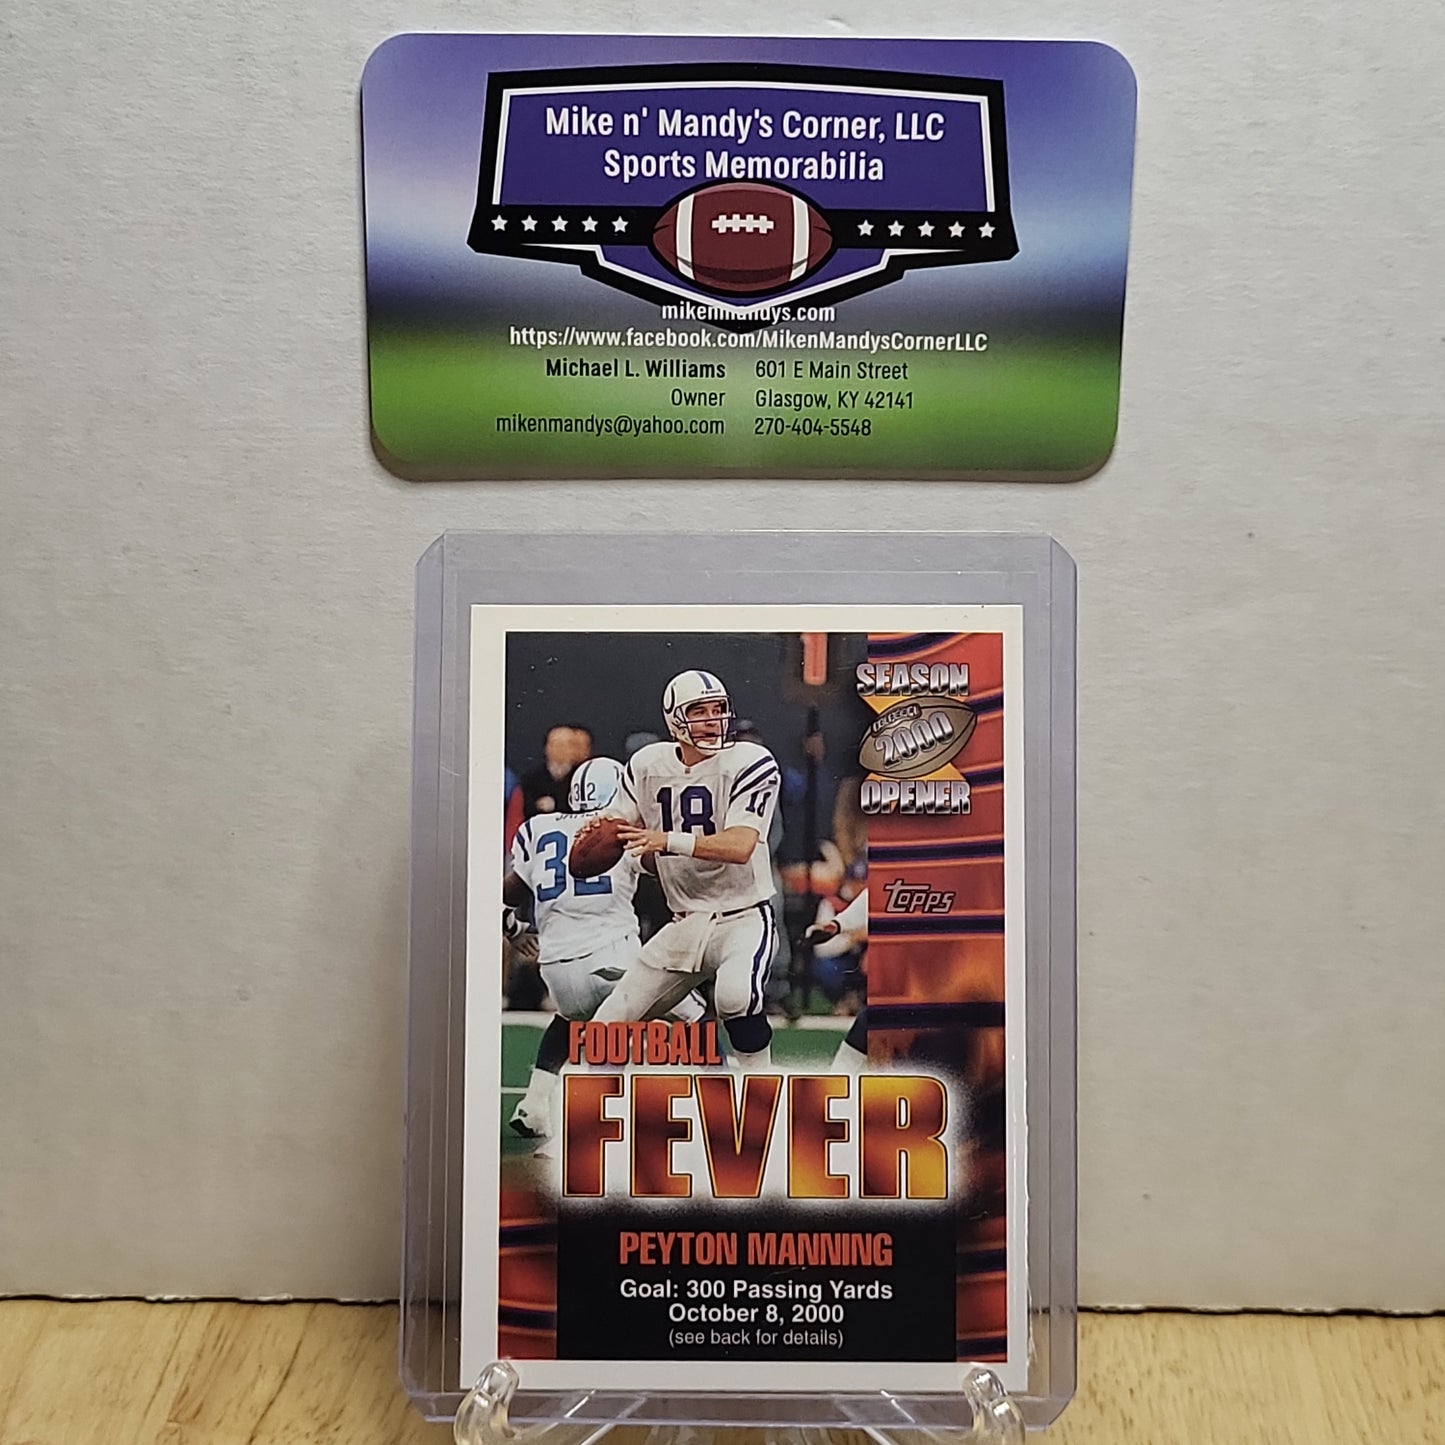 Mike n' Mandy's Corner, LLC
Sports Memorabilia
mikenmandys.com
https://www.facebook.com/MikenMandysCornerLLC
Michael L. Williams
Owner
mikenmandys@yahoo.com
601 E Main Street
Glasgow, KY 42141
270-404-5548
SEASON
2000
OPENER
Topps
32
32
18
18
FOOTBALL
FEVER
PEYTON MANNING
Goal: 300 Passing Yards
October 8, 2000
(see back for details)